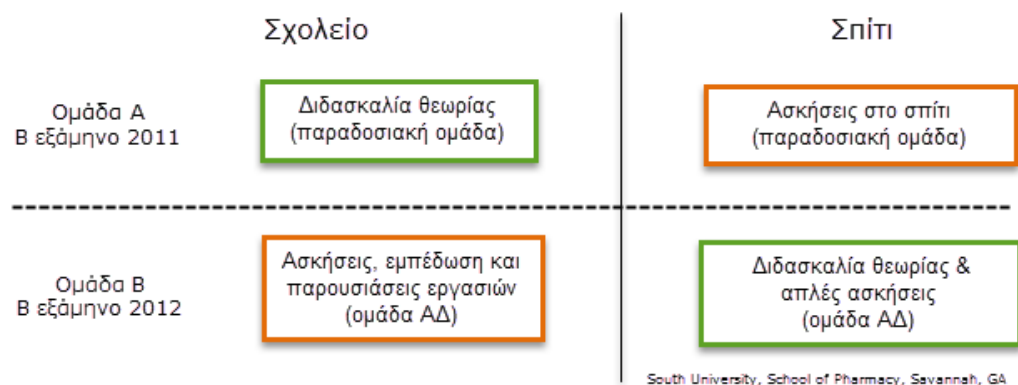 Σχολείο
Σπίτι
Ομάδα Α
Β εξάμηνο 2011
Διδασκαλία θεωρίας
(παραδοσιακή ομάδα)
Ασκήσεις στο σπίτι
(παραδοσιακή ομάδα)
Ομάδα Β
Β εξάμηνο 2012
Ασκήσεις, εμπέδωση και
παρουσιάσεις εργασιών
(ομάδα ΑΔ)
Διδασκαλία θεωρίας &
απλές ασκήσεις
(ομάδα ΑΔ)
South University, School of Pharmacy, Savannah, GA